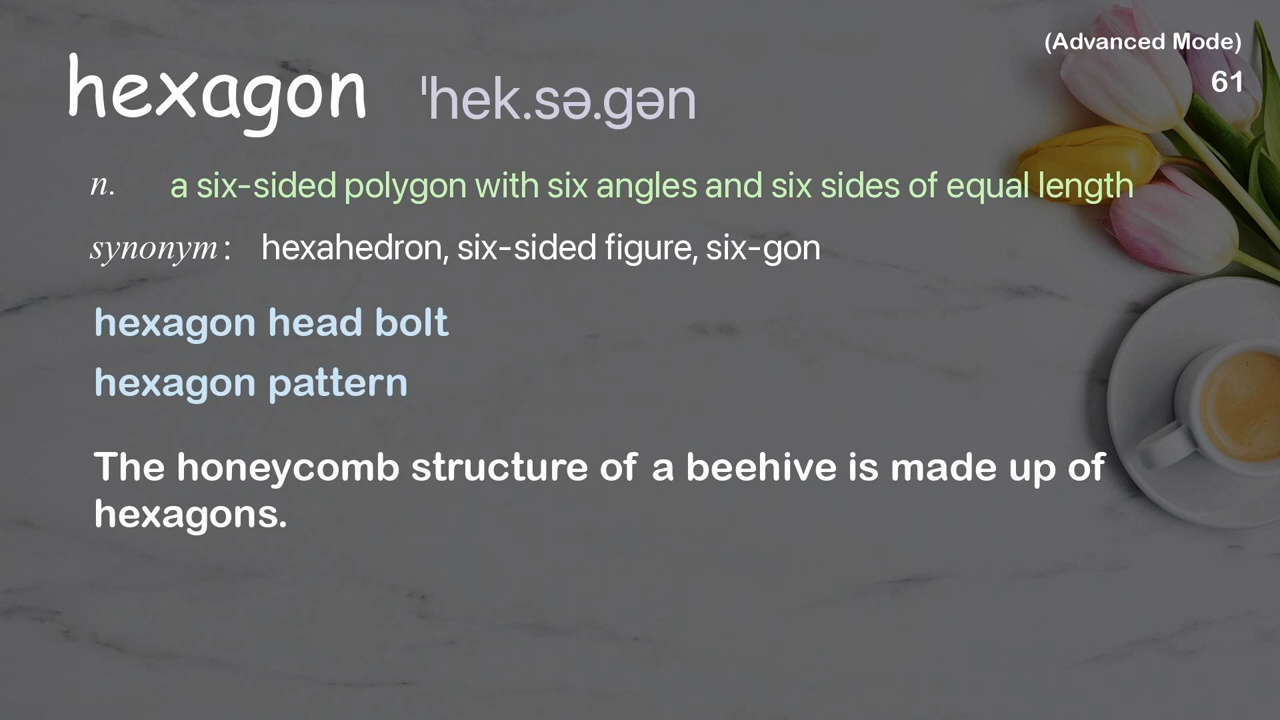 (Advanced Mode)
61
hexagon ˈhek.sə.gən
n. a six-sided polygon with six angles and six sides of equal length
synonym: hexahedron, six-sided figure, six-gon
hexagon head bolt
hexagon pattern
The honeycomb structure of a beehive is made up of
hexagons.